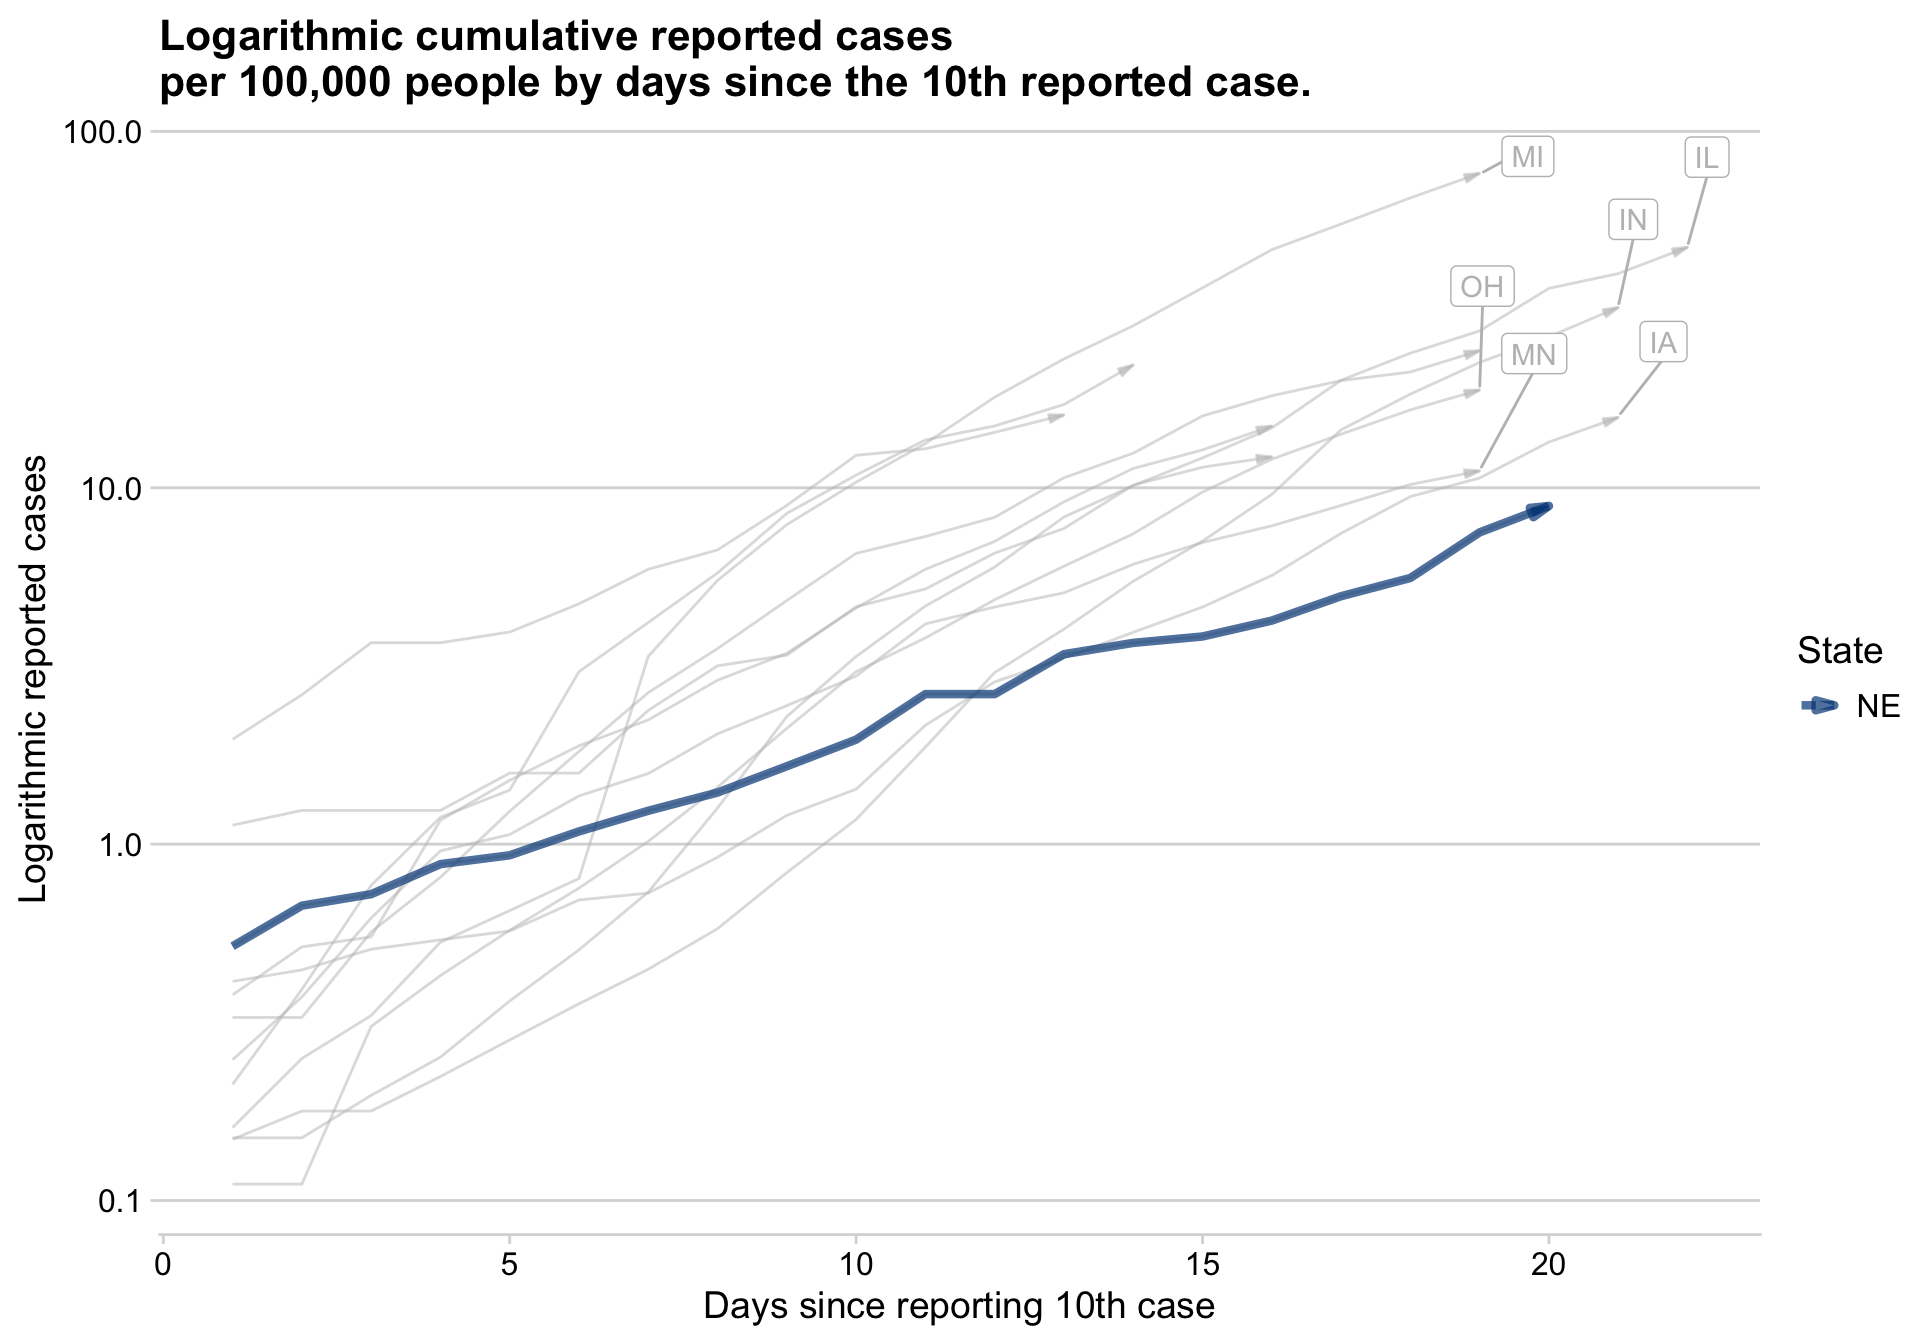 Logarithmic cumulative reported cases
per 100,000 people by days since the 10th reported case.
100.0
10.0
1.0
0.1
Logarithmic reported cases
MI
IL
IN
OH
MN
IA
State
NE
0
5
10
15
20
Days since reporting 10th case